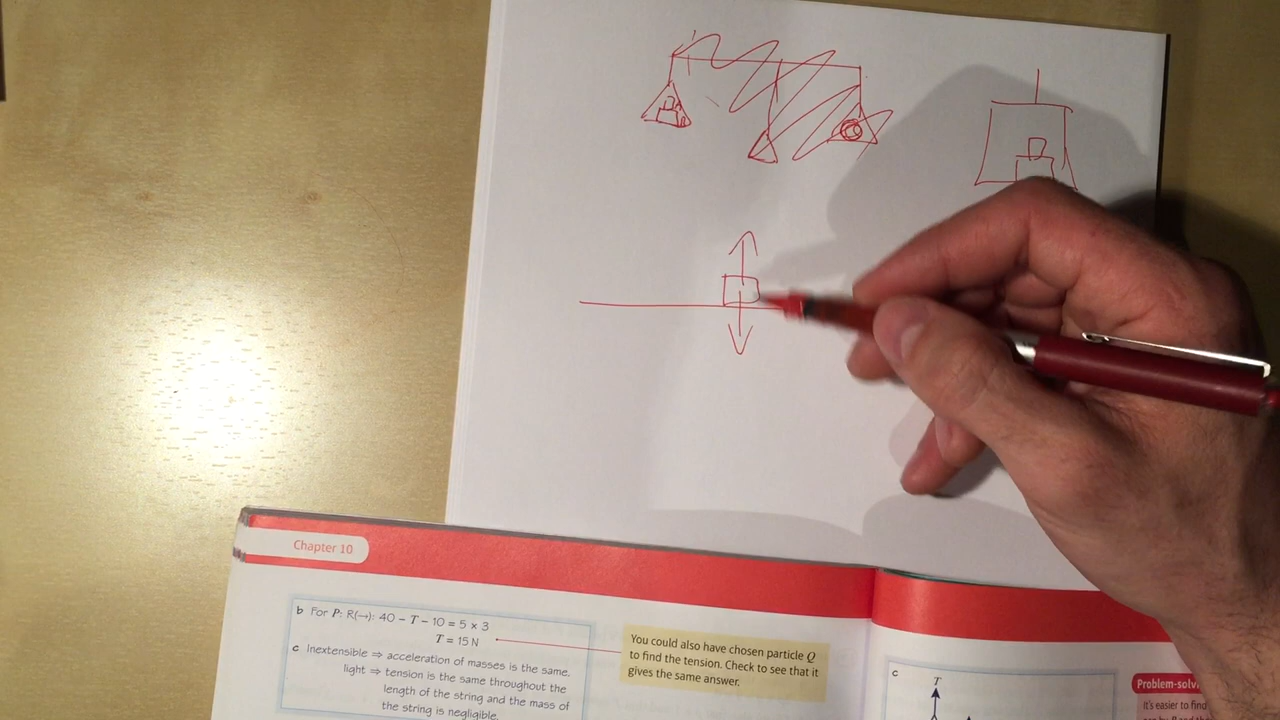 Chapter 10
b For P: R(→): 40 – T – 10 = 5 × 3
T = 15 N
c Inextensible ⇒ acceleration of masses is the same.
light ⇒ tension is the same throughout the
length of the string and the mass of
the string is negligible.
You could also have chosen particle Q
to find the tension. Check to see that it
gives the same answer.
c
T
Problem-solv
It's easier to find